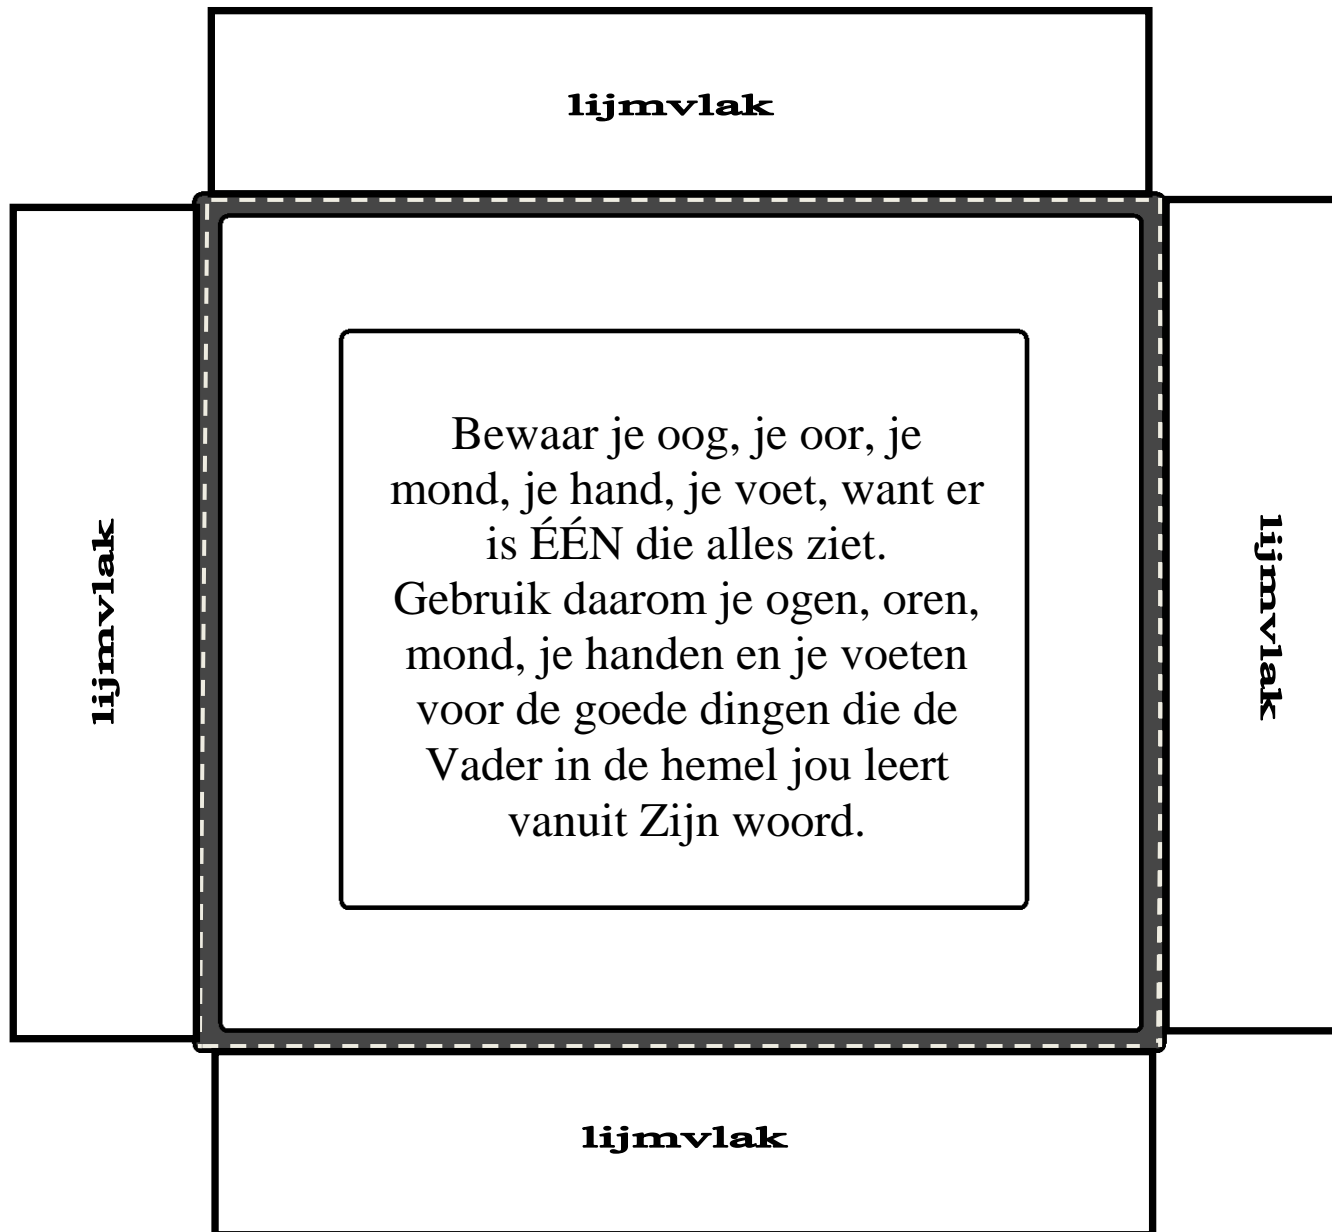 lijmvlak
Bewaar je oog, je oor, je
mond, je hand, je voet, want er
is ÉÉN die alles ziet.
Gebruik daarom je ogen, oren,
mond, je handen en je voeten
voor de goede dingen die de
Vader in de hemel jou leert
vanuit Zijn woord.
lijmvlak
lijmvlak
lijmvlak